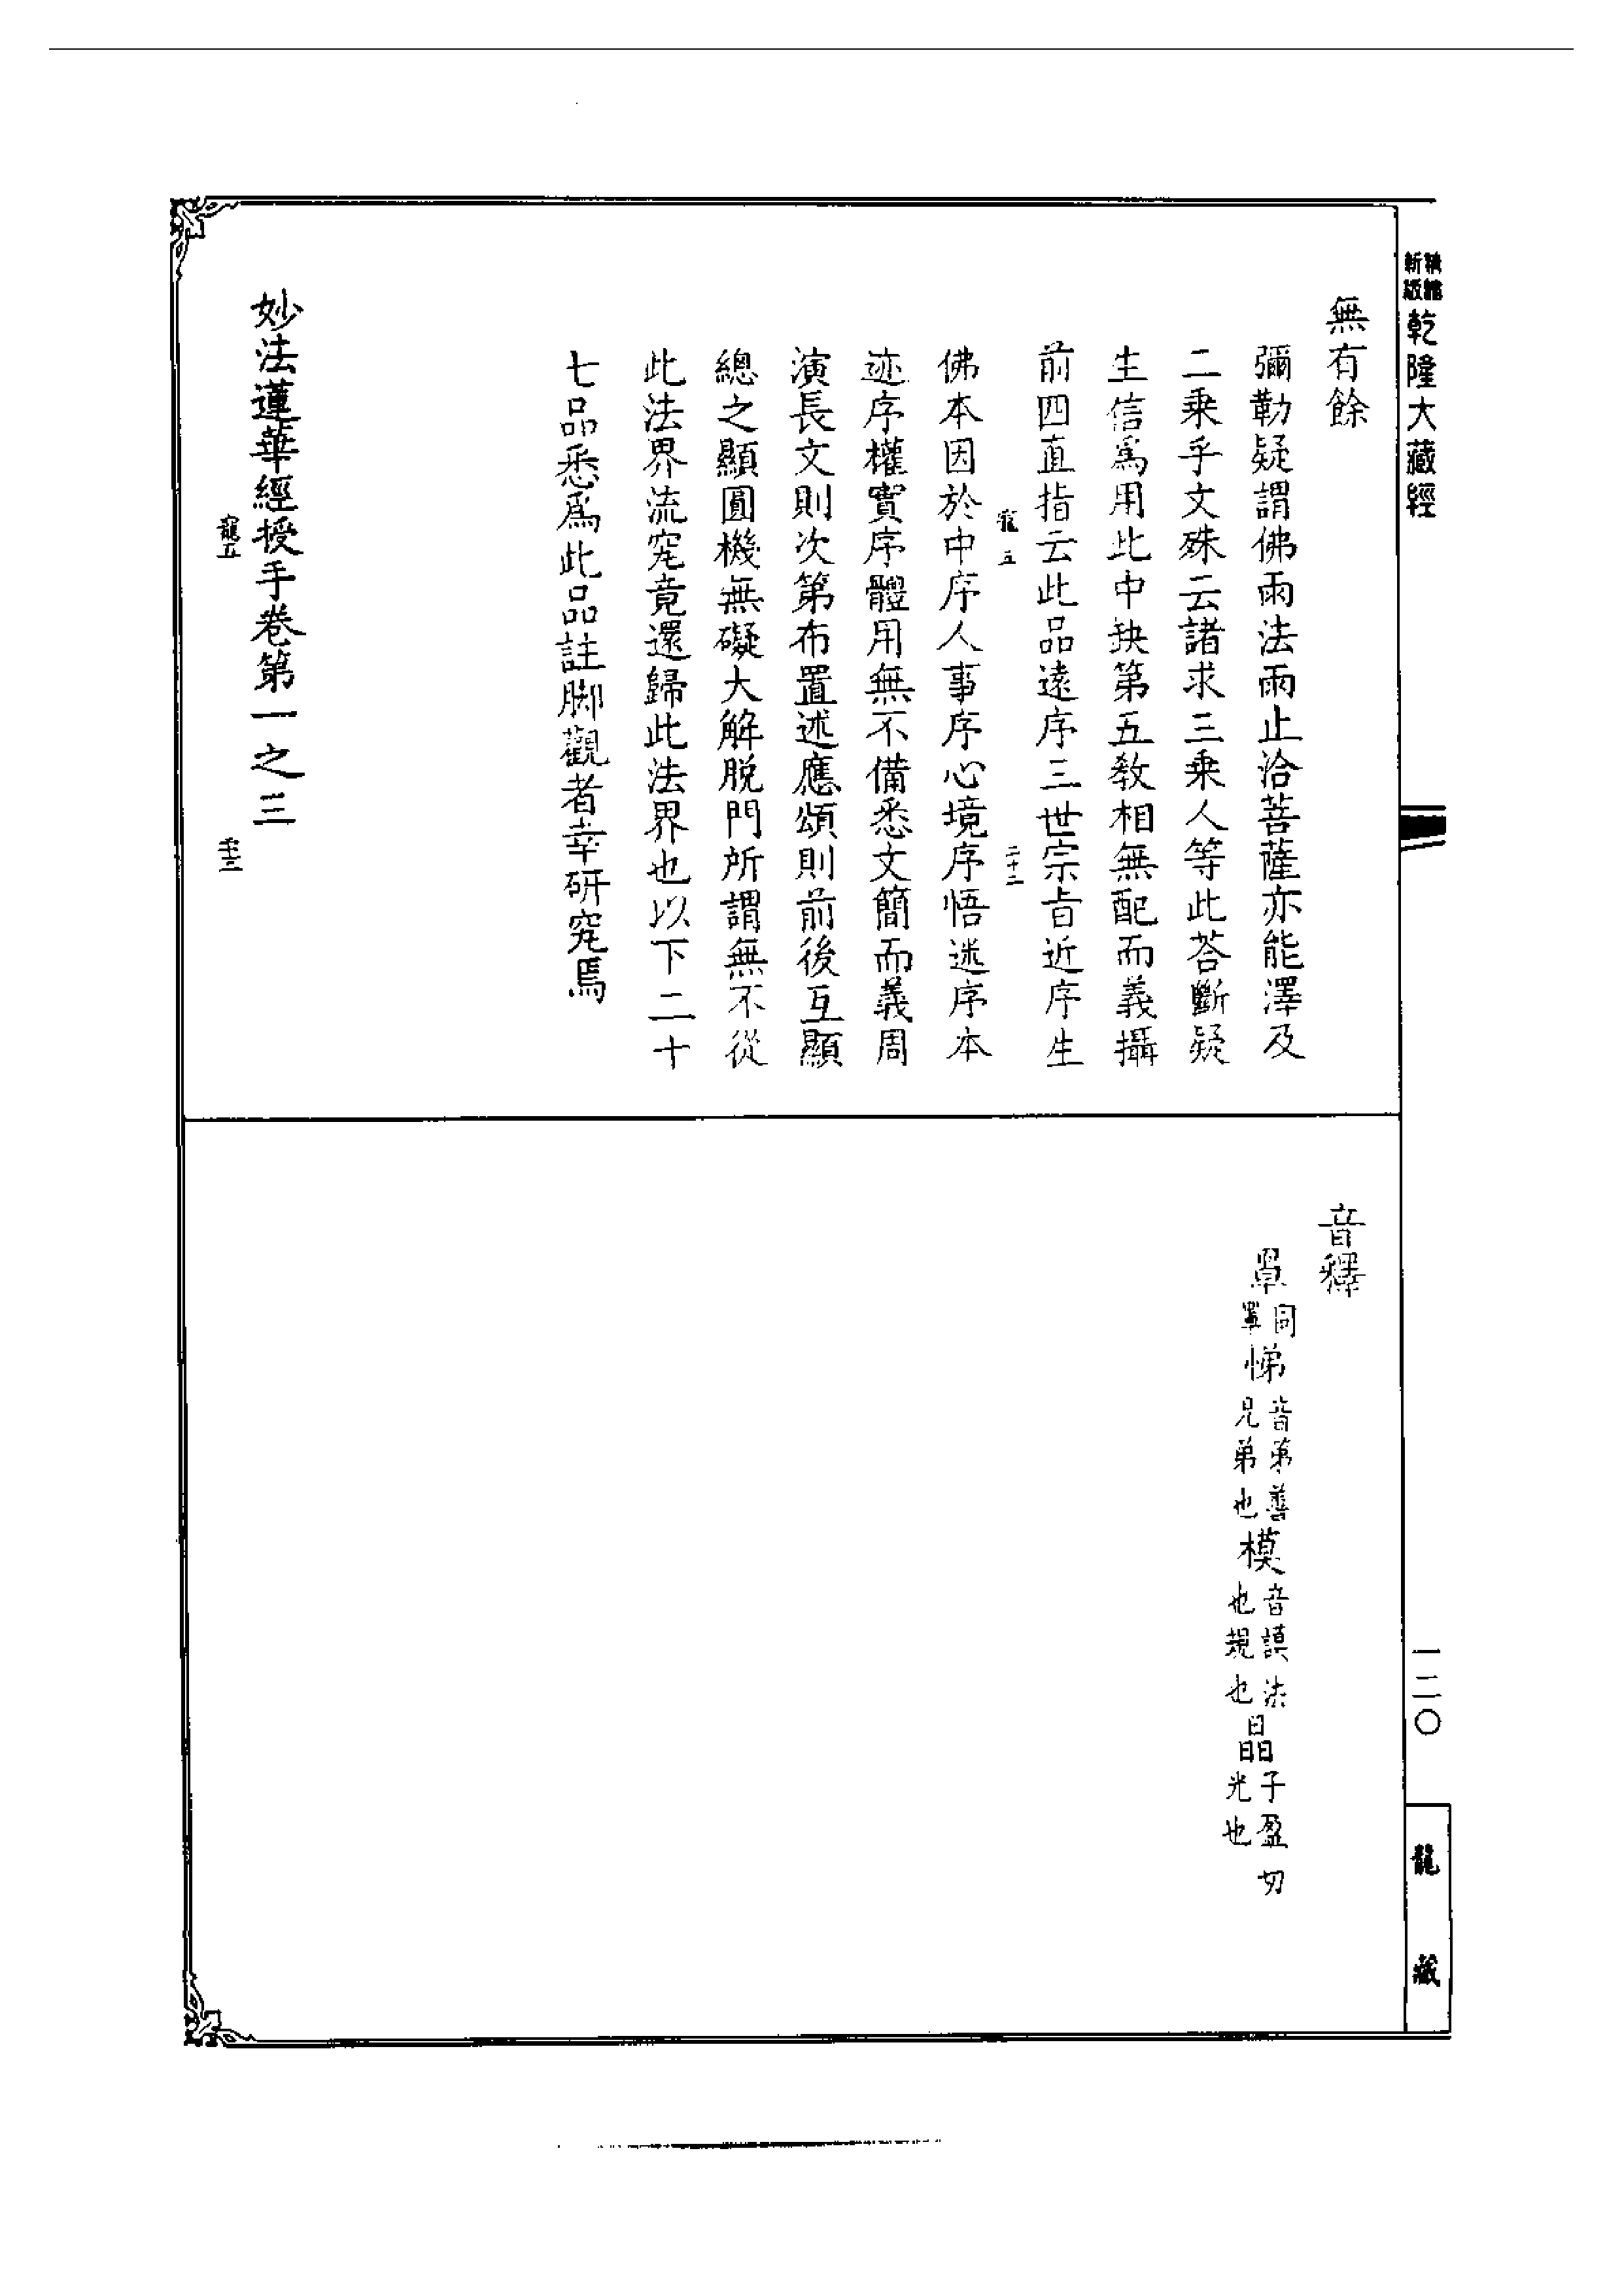 精縮新版乾隆大藏經
無有餘
彌勒疑謂佛雨法雨止洽菩薩亦能澤及
二乘乎文殊云諸求三乘人等此荅斷疑
生信爲用此中缺第五教相無配而義攝
前四直指云此品遠序三世宗旨近序生
寵五
二十二
佛本因於中序人事序心境序悟迷序本
迹序權實序體用無不備悉文簡而義周
演長文則次第布置述應頌則前後互顯
總之顯圓機無礙大解脫門所謂無不從
此法界流究竟還歸此法界也以下二十
七品悉爲此品註脚觀者幸研究焉
妙法蓮華經授手卷第一之三
寵五
音釋
罩同罩悌音弟善兄弟也模音謨法也規也晶子盈切光也
一二〇
龍藏